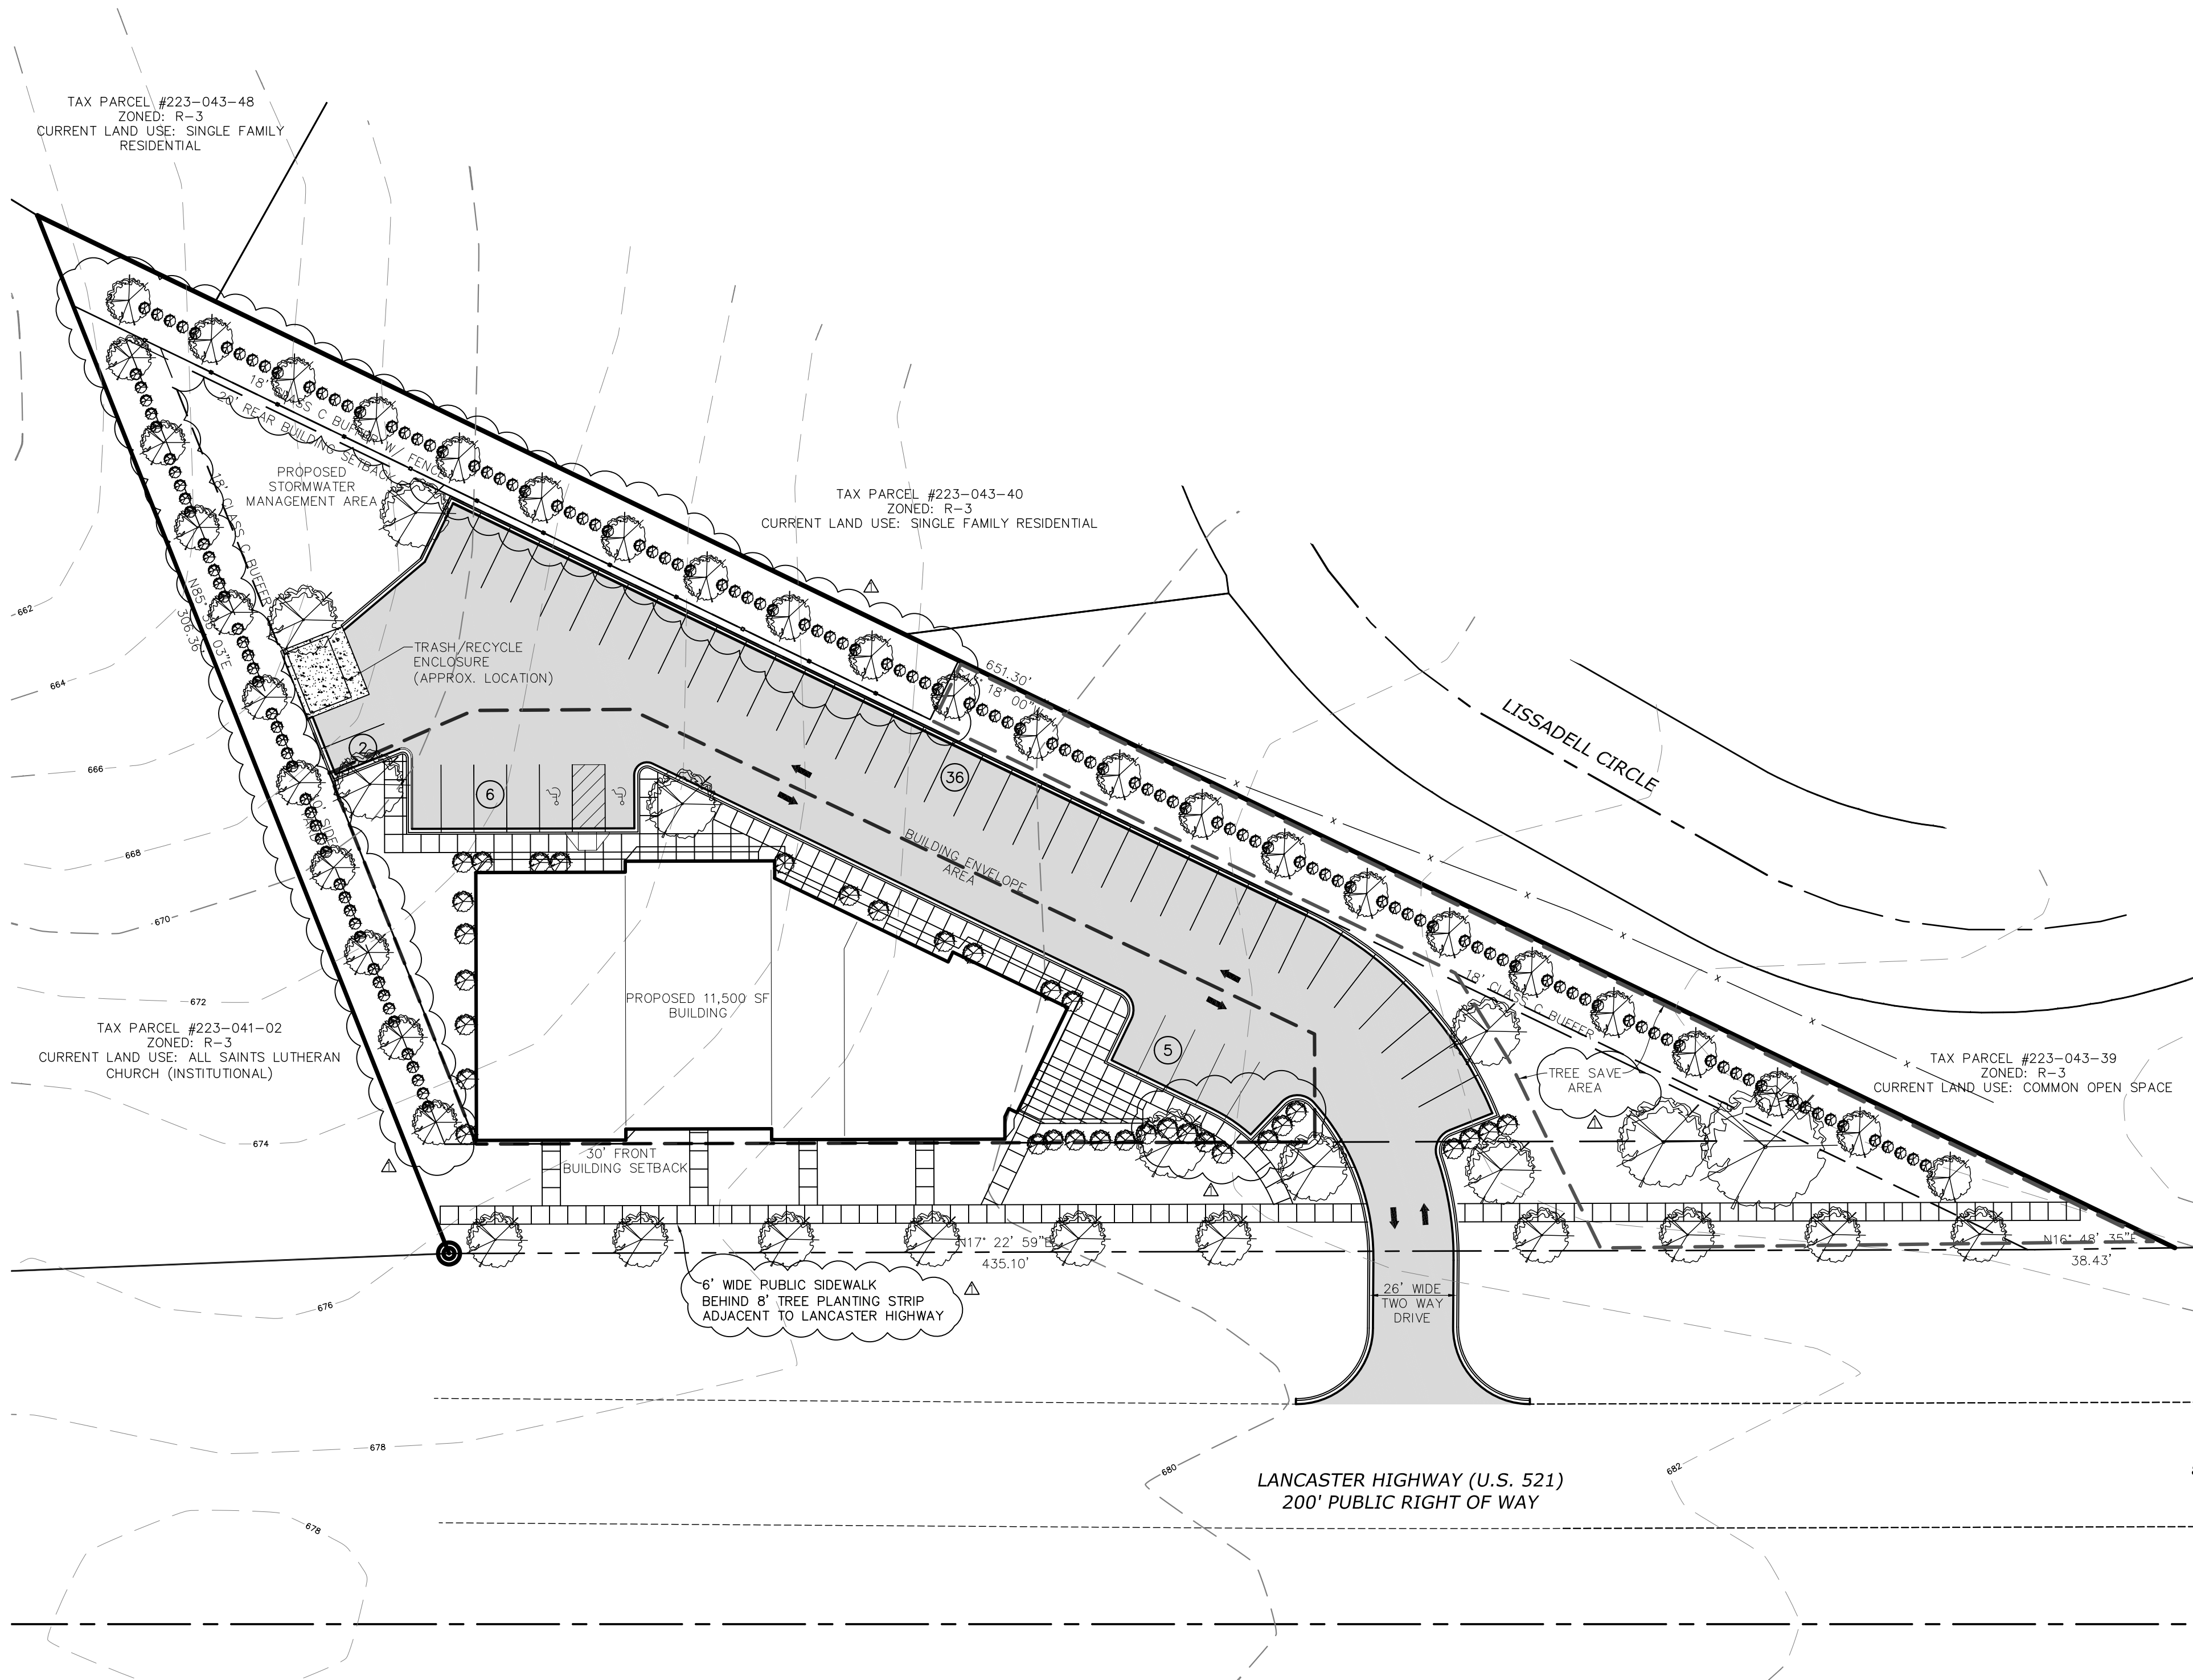 TAX PARCEL #223-043-48
ZONED: R-3
CURRENT LAND USE: SINGLE FAMILY
RESIDENTIAL
18' CLASS C BUFFER W/ FENCE
20' REAR BUILDING SETBACK
PROPOSED
STORMWATER
MANAGEMENT AREA
18' CLASS C BUFFER
N85° 03"E
306.36'
TAX PARCEL #223-043-40
ZONED: R-3
CURRENT LAND USE: SINGLE FAMILY RESIDENTIAL
TRASH/RECYCLE
ENCLOSURE
(APPROX. LOCATION)
651.30'
18' 00"
LISSADELL CIRCLE
662
664
666
668
670
672
674
676
678
678
680
682
2
6
36
5
SIDE
BUILDING ENVELOPE
AREA
PROPOSED 11,500 SF
BUILDING
TAX PARCEL #223-041-02
ZONED: R-3
CURRENT LAND USE: ALL SAINTS LUTHERAN
CHURCH (INSTITUTIONAL)
18' CLASS C BUFFER
TREE SAVE
AREA
TAX PARCEL #223-043-39
ZONED: R-3
CURRENT LAND USE: COMMON OPEN SPACE
30' FRONT
BUILDING SETBACK
N17° 22' 59"E
435.10'
N16° 48' 35"E
38.43'
6' WIDE PUBLIC SIDEWALK
BEHIND 8' TREE PLANTING STRIP
ADJACENT TO LANCASTER HIGHWAY
26' WIDE
TWO WAY
DRIVE
LANCASTER HIGHWAY (U.S. 521)
200' PUBLIC RIGHT OF WAY